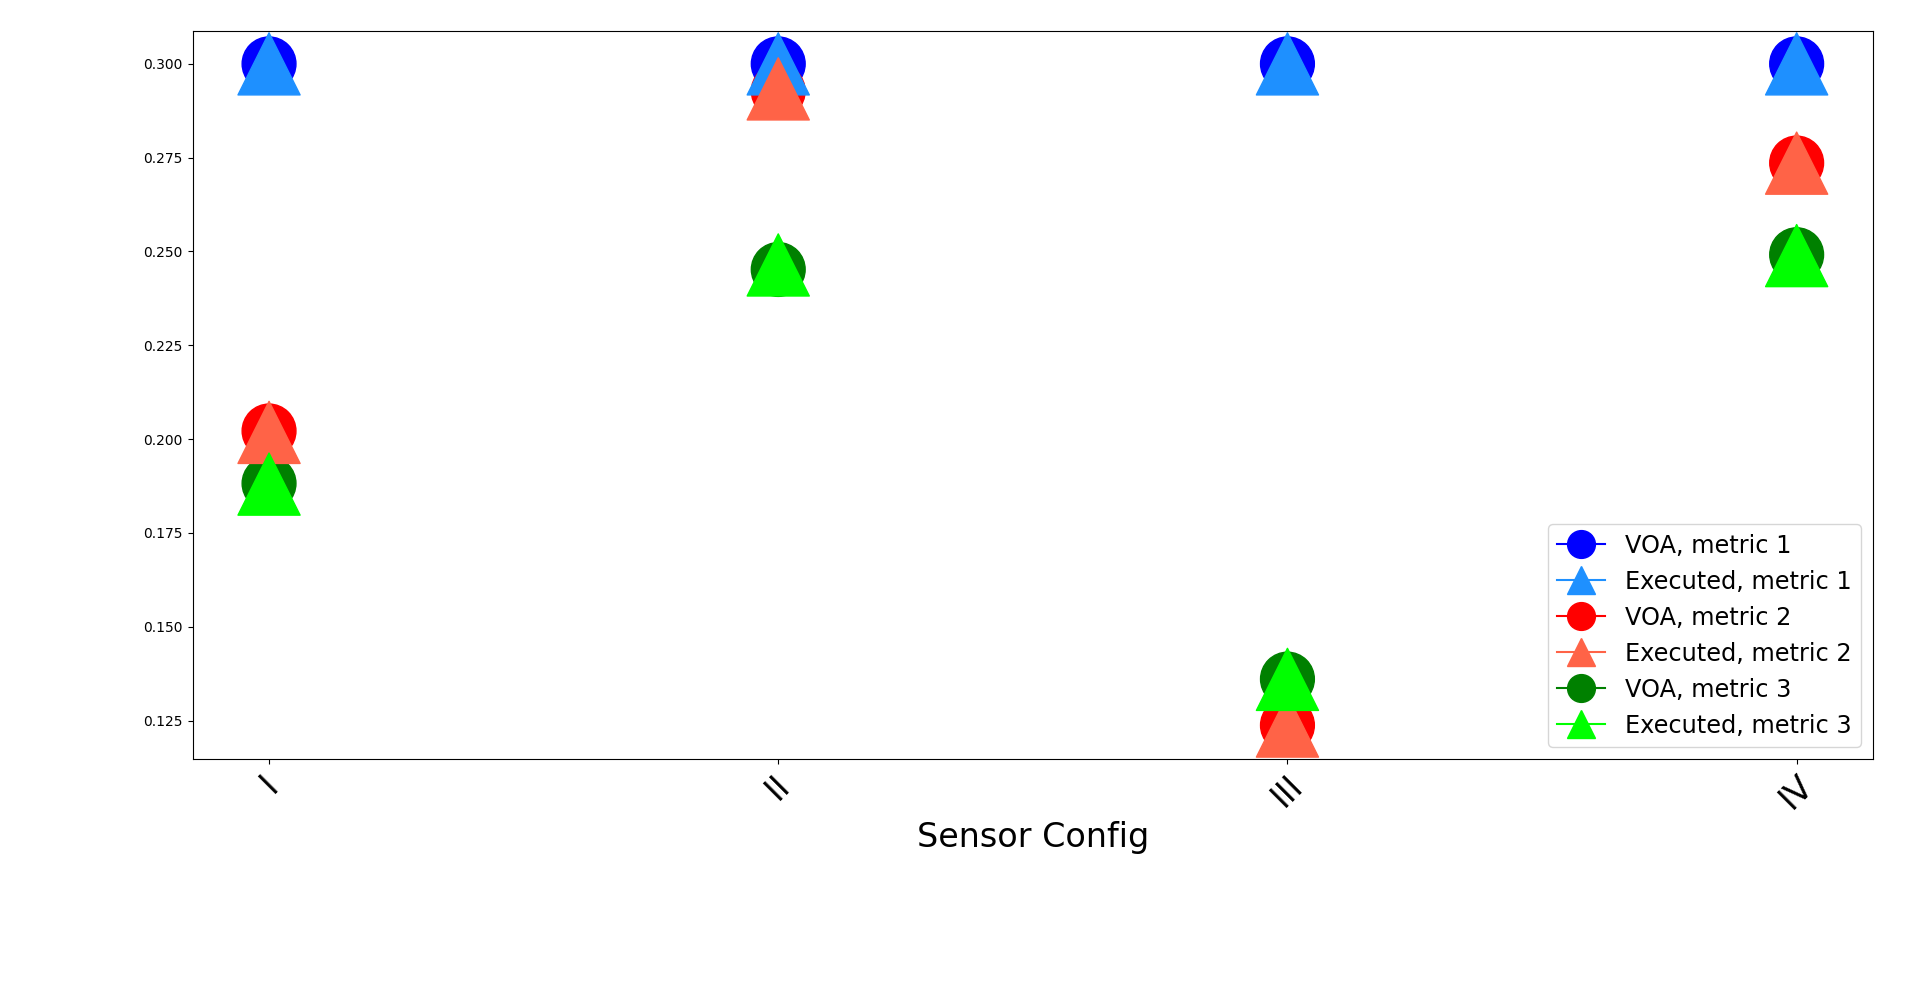 0.300
0.275
0.250
0.225
0.200
0.175
0.150
0.125
VOA, metric 1
Executed, metric 1
VOA, metric 2
Executed, metric 2
VOA, metric 3
Executed, metric 3
I II III IV
Sensor Config